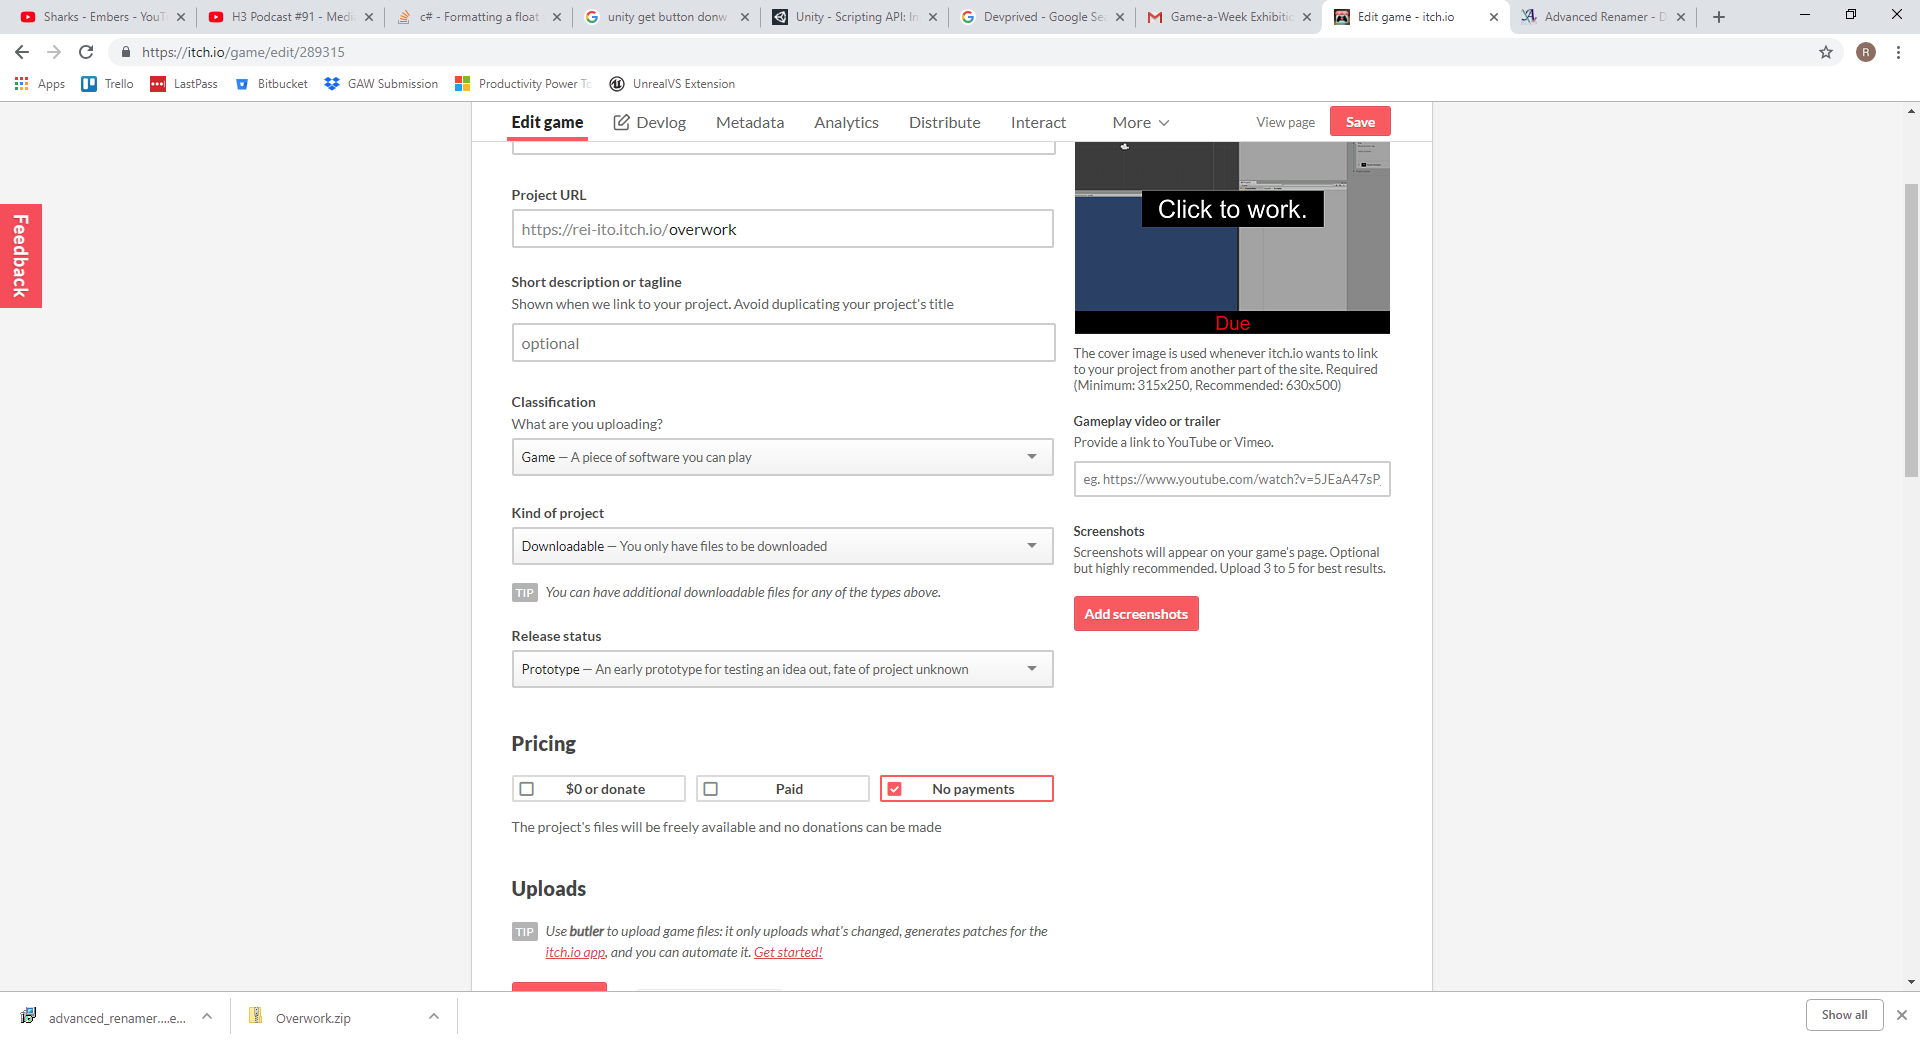 Sharks - Embers - YouT
H3 Podcast #91 - Medi
c# - Formatting a float
unity get button donw
Unity - Scripting API: In
Devprived - Google Se
Game-a-Week Exhibitio
Edit game - itch.io
Advanced Renamer - D
https://itch.io/game/edit/289315
R
Apps
Trello
LastPass
Bitbucket
GAW Submission
Productivity Power To
UnrealVS Extension
Edit game
Devlog
Metadata
Analytics
Distribute
Interact
More
View page
Save
Feedback
Project URL
https://rei-ito.itch.io/overwork
Short description or tagline
Shown when we link to your project. Avoid duplicating your project's title
optional
Classification
What are you uploading?
Game — A piece of software you can play
Kind of project
Downloadable — You only have files to be downloaded
TIP You can have additional downloadable files for any of the types above.
Release status
Prototype — An early prototype for testing an idea out, fate of project unknown
Pricing
$0 or donate
Paid
No payments
The project's files will be freely available and no donations can be made
Uploads
TIP Use butler to upload game files: it only uploads what's changed, generates patches for the
itch.io app, and you can automate it. Get started!
Click to work.
Due
The cover image is used whenever itch.io wants to link
to your project from another part of the site. Required
(Minimum: 315x250, Recommended: 630x500)
Gameplay video or trailer
Provide a link to YouTube or Vimeo.
eg. https://www.youtube.com/watch?v=5JEaA47sP
Screenshots
Screenshots will appear on your game's page. Optional
but highly recommended. Upload 3 to 5 for best results.
Add screenshots
advanced_renamer....e...
Overwork.zip
Show all